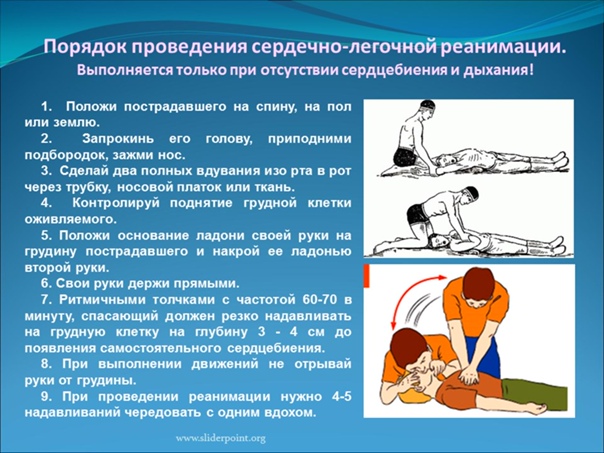 Порядок проведения сердечно-легочной реанимации.
Выполняется только при отсутствии сердцебиения и дыхания!
1. Положи пострадавшего на спину, на пол
или землю.
2. Запрокинь его голову, приподними
подбородок, зажми нос.
3. Сделай два полных вдувания изо рта в рот
через трубку, носовой платок или ткань.
4. Контролируй поднятие грудной клетки
оживляемого.
5. Положи основание ладони своей руки на
грудину пострадавшего и накрой ее ладонью
второй руки.
6. Свои руки держи прямыми.
7. Ритмичными толчками с частотой 60-70 в
минуту, спасающий должен резко надавливать
на грудную клетку на глубину 3 - 4 см до
появления самостоятельного сердцебиения.
8. При выполнении движений не отрывай
руки от грудины.
9. При проведении реанимации нужно 4-5
надавливаний чередовать с одним вдохом.
www.sliderpoint.org